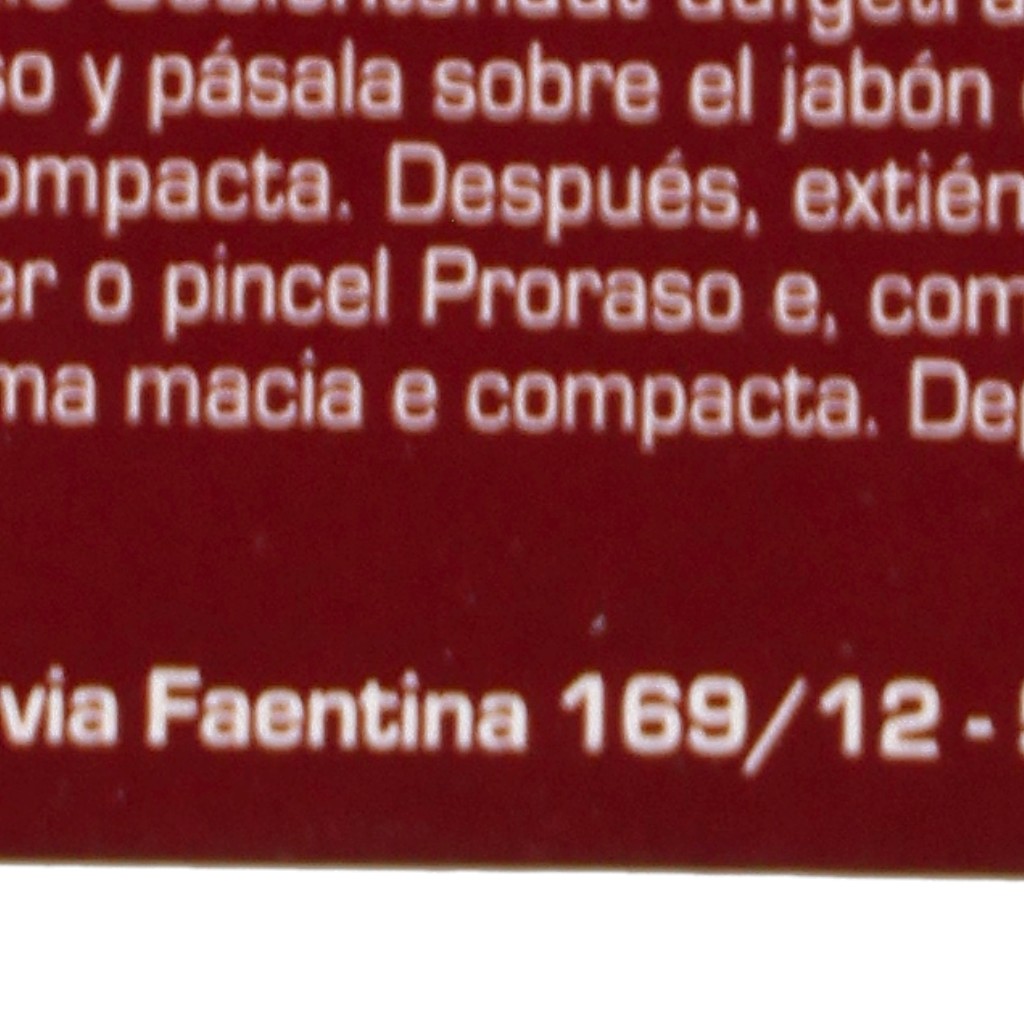 so y pásala sobre el jabón
ompacta. Después, extién
er o pincel Proraso e, com
ma macia e compacta. Dep
via Faentina 169/12 -